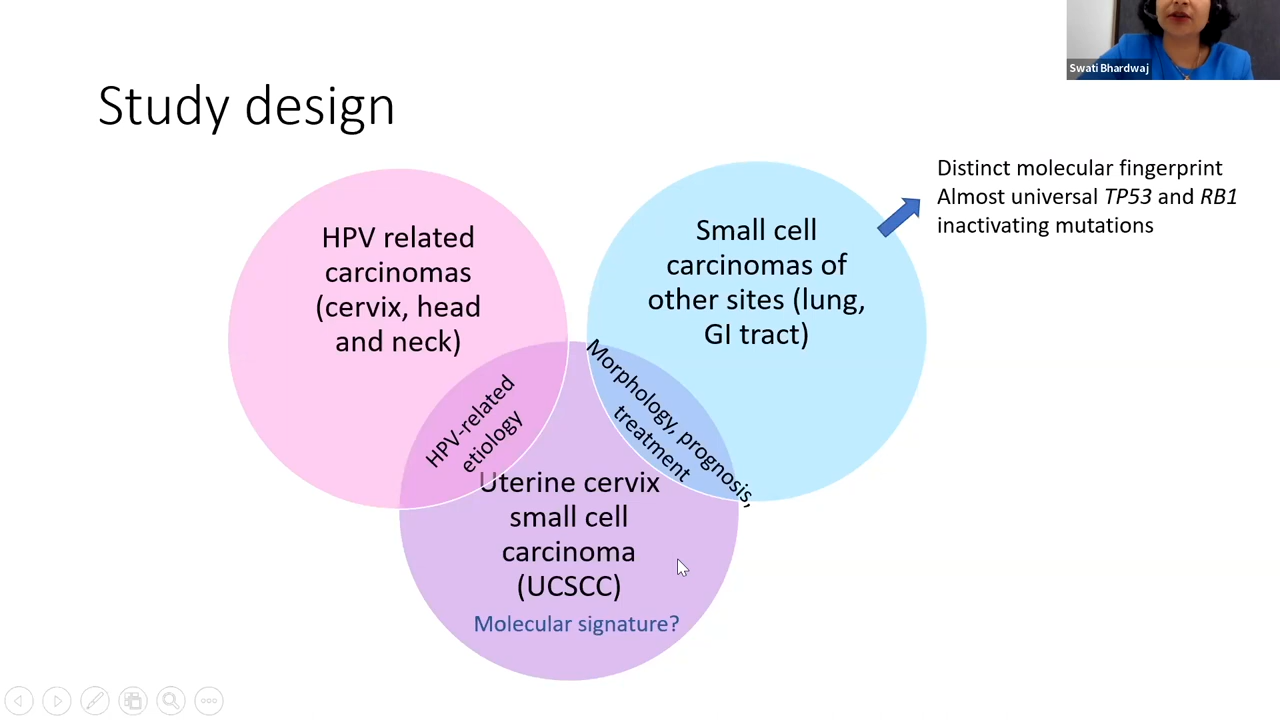 Swati Bhardwaj
Study design
Distinct molecular fingerprint
Almost universal TP53 and RB1
inactivating mutations
HPV related
carcinomas
(cervix, head
and neck)
Small cell
carcinomas of
other sites (lung,
GI tract)
HPV-related
etiology
Morphology, prognosis,
treatment
Uterine cervix
small cell
carcinoma
(UCSCC)
Molecular signature?